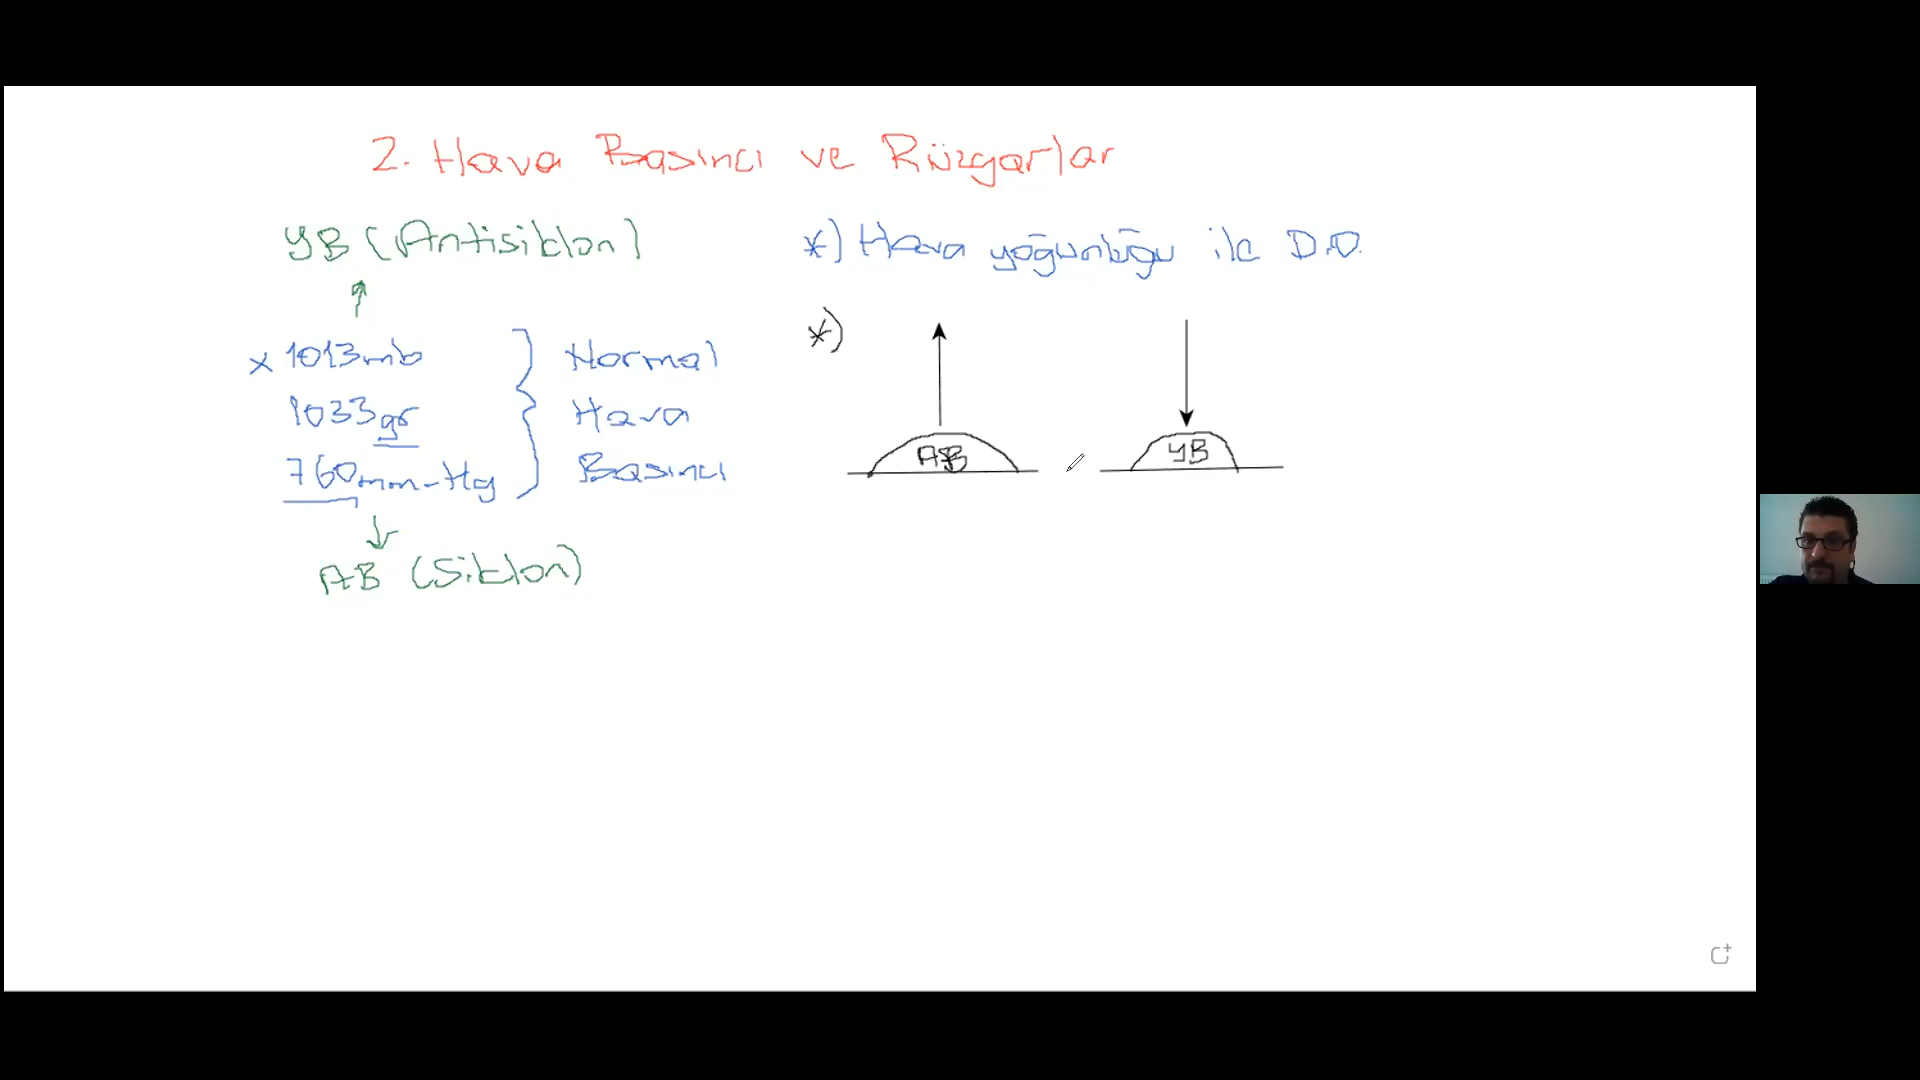 2. Hava Basıncı ve Rüzgarlar
YB (Antisiklon)
x 1013mb
1033gr
760mm-Hg
Normal
Hava
Basıncı
AB (Siklon)
*) Hava yoğunluğu ile D.O.
*)
AB
YB